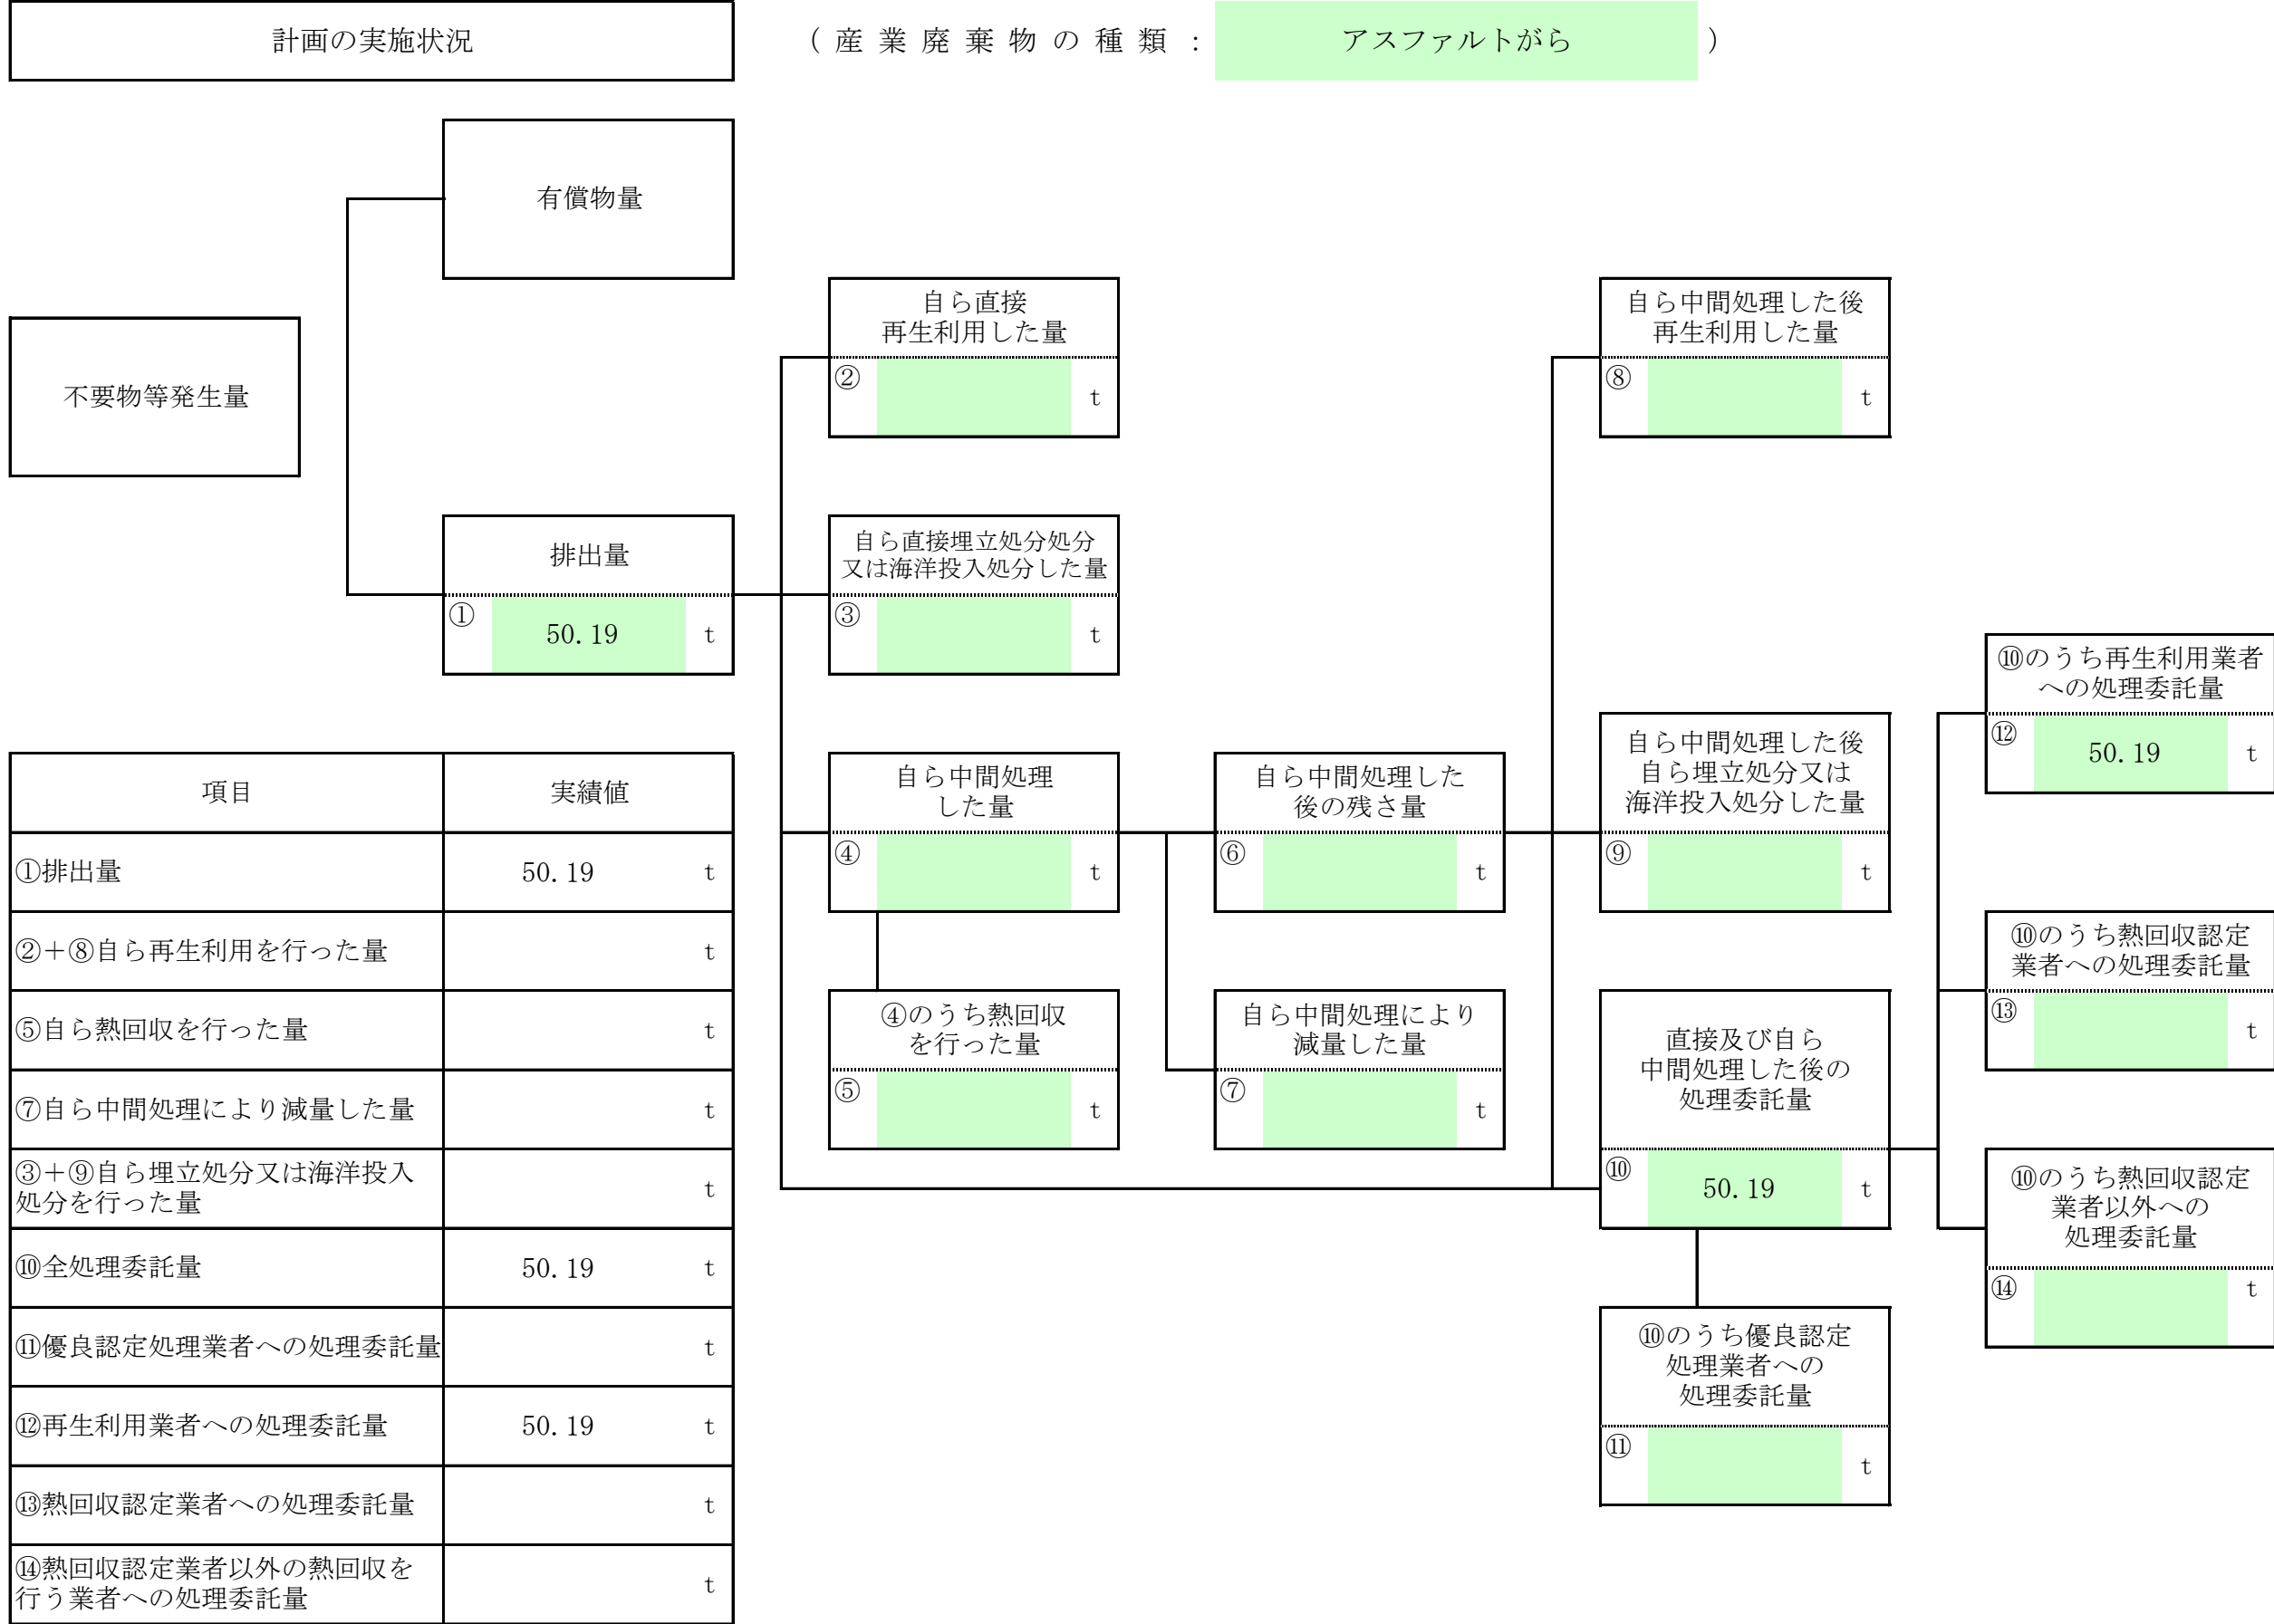 計画の実施状況
（産業廃棄物の種類：アスファルトがら）
有償物量
不要物等発生量
自ら直接
再生利用した量
② t
自ら中間処理した後
再生利用した量
⑧ t
排出量
① 50.19 t
自ら直接埋立処分処分
又は海洋投入処分した量
③ t
⑩のうち再生利用業者
への処理委託量
⑫ 50.19 t
自ら中間処理
した量
④ t
自ら中間処理した
後の残さ量
⑥ t
自ら中間処理した後
自ら埋立処分又は
海洋投入処分した量
⑨ t
⑩のうち熱回収認定
業者への処理委託量
⑬ t
④のうち熱回収
を行った量
⑤ t
自ら中間処理により
減量した量
⑦ t
直接及び自ら
中間処理した後の
処理委託量
⑩ 50.19 t
⑩のうち熱回収認定
業者以外への
処理委託量
⑭ t
⑩のうち優良認定
処理業者への
処理委託量
⑪ t
項目 実績値
①排出量 50.19 t
②＋⑧自ら再生利用を行った量 t
⑤自ら熱回収を行った量 t
⑦自ら中間処理により減量した量 t
③＋⑨自ら埋立処分又は海洋投入
処分を行った量 t
⑩全処理委託量 50.19 t
⑪優良認定処理業者への処理委託量 t
⑫再生利用業者への処理委託量 50.19 t
⑬熱回収認定業者への処理委託量 t
⑭熱回収認定業者以外の熱回収を
行う業者への処理委託量 t